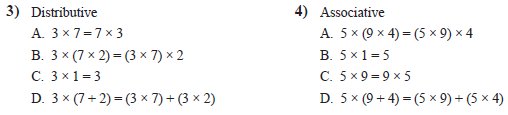 3) Distributive
A. 3 × 7 = 7 × 3
B. 3 × (7 × 2) = (3 × 7) × 2
C. 3 × 1 = 3
D. 3 × (7 + 2) = (3 × 7) + (3 × 2)
4) Associative
A. 5 × (9 × 4) = (5 × 9) × 4
B. 5 × 1 = 5
C. 5 × 9 = 9 × 5
D. 5 × (9 + 4) = (5 × 9) + (5 × 4)